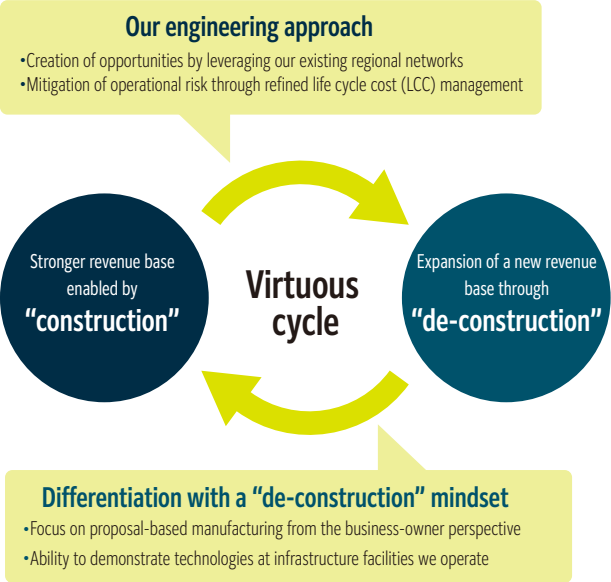 Our engineering approach
•Creation of opportunities by leveraging our existing regional networks
•Mitigation of operational risk through refined life cycle cost (LCC) management
Stronger revenue base
enabled by
“construction”
Virtuous
cycle
Expansion of a new revenue
base through
“de-construction”
Differentiation with a “de-construction” mindset
•Focus on proposal-based manufacturing from the business-owner perspective
•Ability to demonstrate technologies at infrastructure facilities we operate